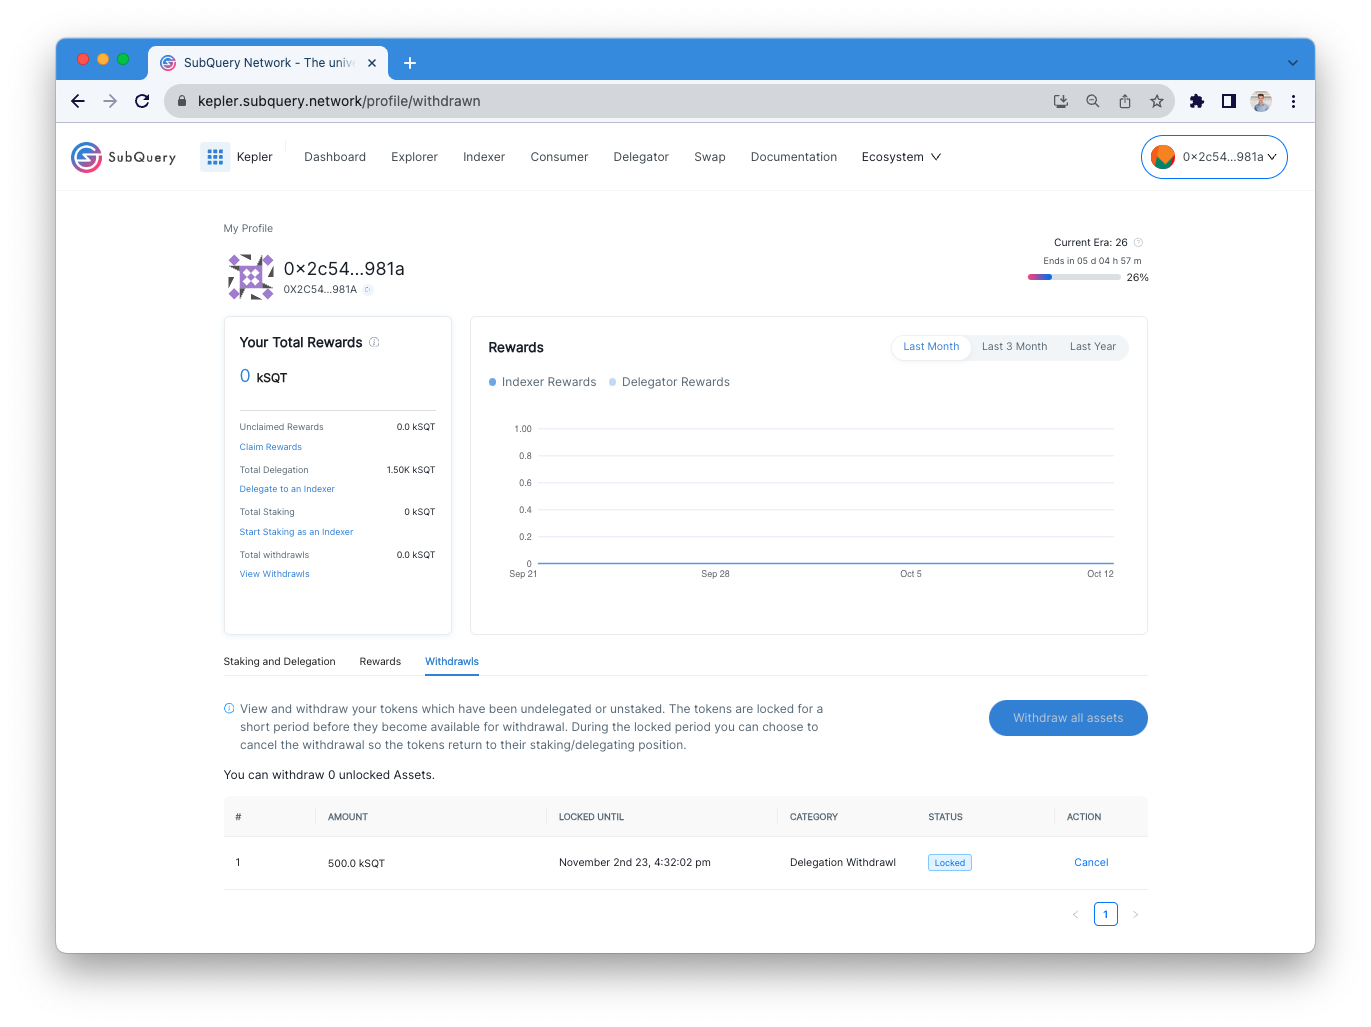 SubQuery Network - The univ
kepler.subquery.network/profile/withdrawn
SubQuery
Kepler
Dashboard
Explorer
Indexer
Consumer
Delegator
Swap
Documentation
Ecosystem
0x2c54...981a
My Profile
0x2c54...981a
0X2C54...981A
Current Era: 26
Ends in 05 d 04 h 57 m
26%
Your Total Rewards
0 kSQT
Unclaimed Rewards 0.0 kSQT
Claim Rewards
Total Delegation 1.50K kSQT
Delegate to an Indexer
Total Staking 0 kSQT
Start Staking as an Indexer
Total withdrawls 0.0 kSQT
View Withdrawls
Rewards
Last Month Last 3 Month Last Year
Indexer Rewards Delegator Rewards
1.00
0.8
0.6
0.4
0.2
0
Sep 21 Sep 28 Oct 5 Oct 12
Staking and Delegation Rewards Withdrawls
View and withdraw your tokens which have been undelegated or unstaked. The tokens are locked for a
short period before they become available for withdrawal. During the locked period you can choose to
cancel the withdrawal so the tokens return to their staking/delegating position.
Withdraw all assets
You can withdraw 0 unlocked Assets.
# AMOUNT LOCKED UNTIL CATEGORY STATUS ACTION
1 500.0 kSQT November 2nd 23, 4:32:02 pm Delegation Withdrawl Locked Cancel
1